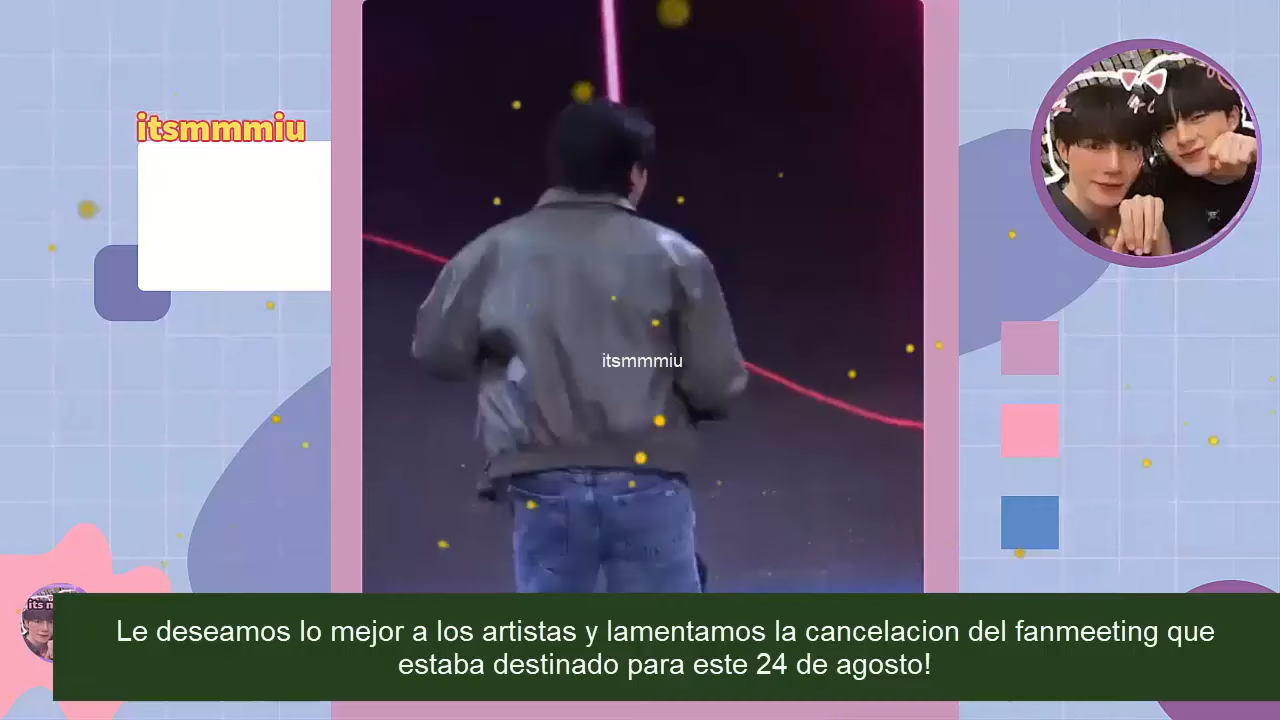 itsmmmiu
itsmmmiu
its m
Le deseamos lo mejor a los artistas y lamentamos la cancelacion del fanmeeting que
estaba destinado para este 24 de agosto!